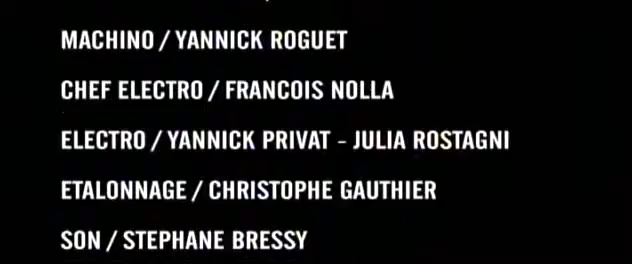 MACHINO / YANNICK ROGUET
CHEF ELECTRO / FRANCOIS NOLLA
ELECTRO / YANNICK PRIVAT - JULIA ROSTAGNI
ETALONNAGE / CHRISTOPHE GAUTHIER
SON / STEPHANE BRESSY